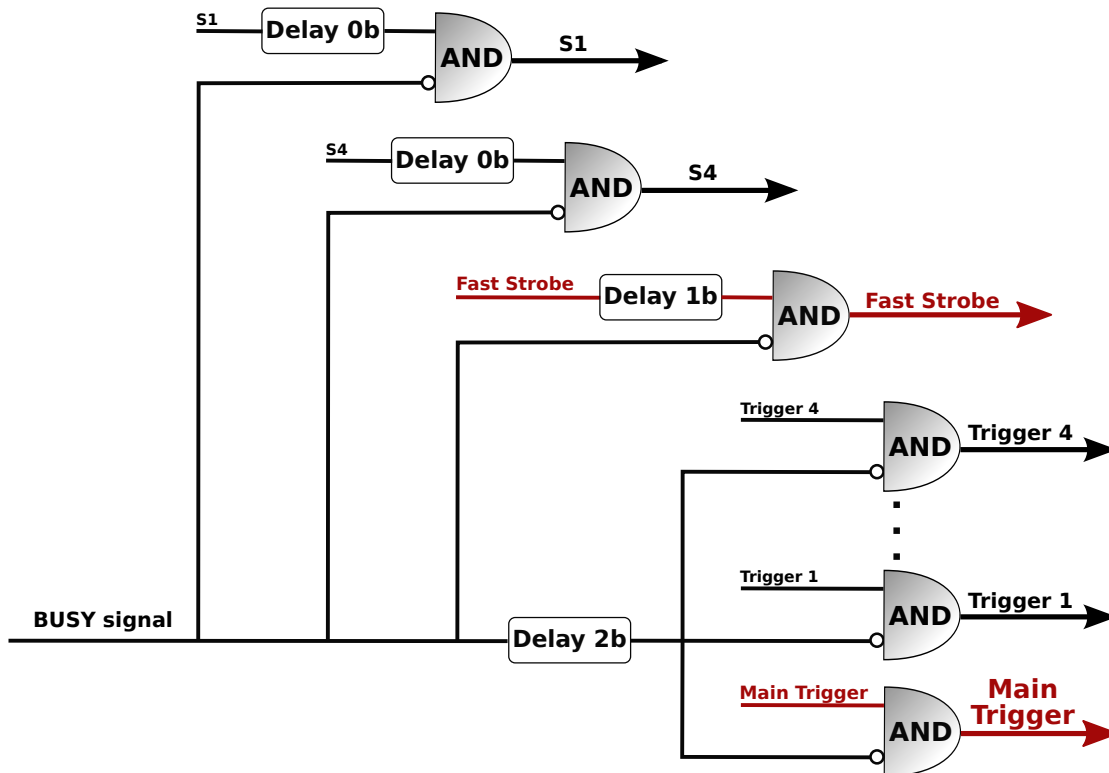 S1
Delay 0b
AND
S1
S4
Delay 0b
AND
S4
Fast Strobe
Delay 1b
AND
Fast Strobe
Trigger 4
AND
Trigger 4
Trigger 1
AND
Trigger 1
BUSY signal
Delay 2b
Main Trigger
AND
Main
Trigger